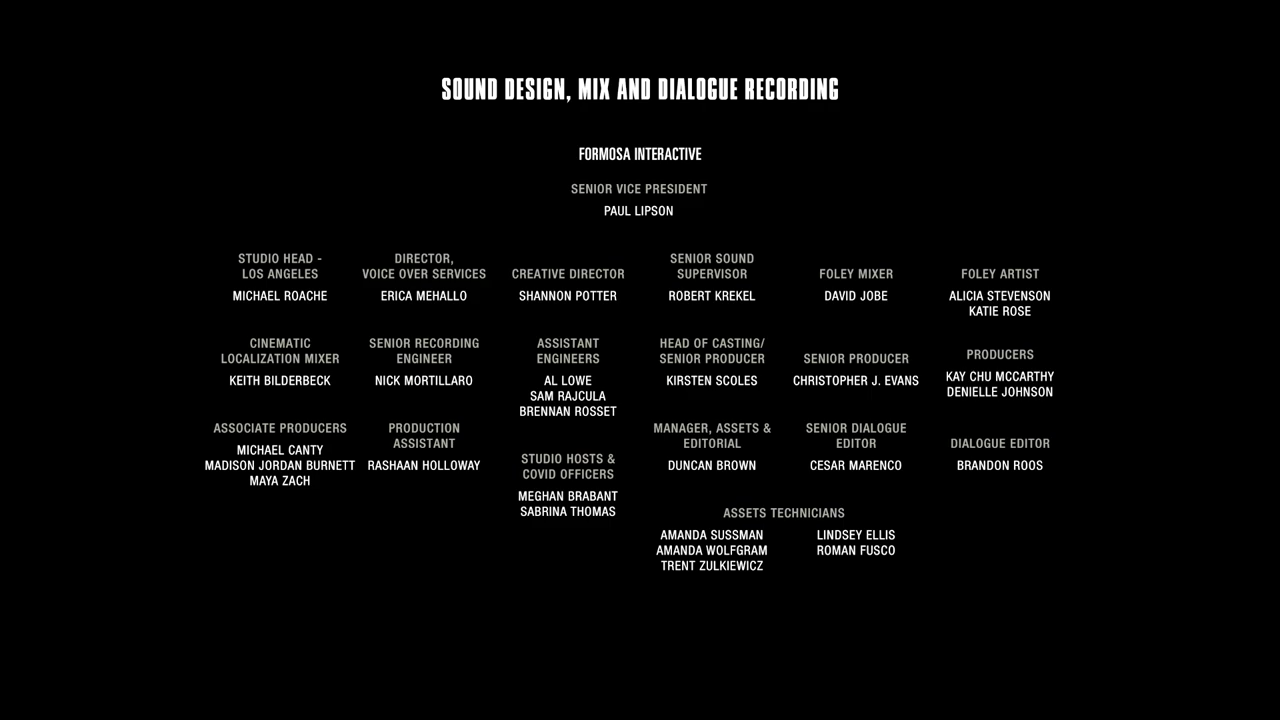 SOUND DESIGN, MIX AND DIALOGUE RECORDING
FORMOSA INTERACTIVE
SENIOR VICE PRESIDENT
PAUL LIPSON
STUDIO HEAD -
LOS ANGELES
MICHAEL ROACHE
DIRECTOR,
VOICE OVER SERVICES
ERICA MEHALLO
CREATIVE DIRECTOR
SHANNON POTTER
SENIOR SOUND
SUPERVISOR
ROBERT KREKEL
FOLEY MIXER
DAVID JOBE
FOLEY ARTIST
ALICIA STEVENSON
KATIE ROSE
CINEMATIC
LOCALIZATION MIXER
KEITH BILDERBECK
SENIOR RECORDING
ENGINEER
NICK MORTILLARO
ASSISTANT
ENGINEERS
AL LOWE
SAM RAJCULA
BRENNAN ROSSET
HEAD OF CASTING/
SENIOR PRODUCER
KIRSTEN SCOLES
SENIOR PRODUCER
CHRISTOPHER J. EVANS
PRODUCERS
KAY CHU MCCARTHY
DENIELLE JOHNSON
ASSOCIATE PRODUCERS
MICHAEL CANTY
MADISON JORDAN BURNETT
MAYA ZACH
PRODUCTION
ASSISTANT
RASHAAN HOLLOWAY
STUDIO HOSTS &
COVID OFFICERS
MEGHAN BRABANT
SABRINA THOMAS
MANAGER, ASSETS &
EDITORIAL
DUNCAN BROWN
SENIOR DIALOGUE
EDITOR
CESAR MARENCO
DIALOGUE EDITOR
BRANDON ROOS
ASSETS TECHNICIANS
AMANDA SUSSMAN
AMANDA WOLFGRAM
TRENT ZULKIEWICZ
LINDSEY ELLIS
ROMAN FUSCO